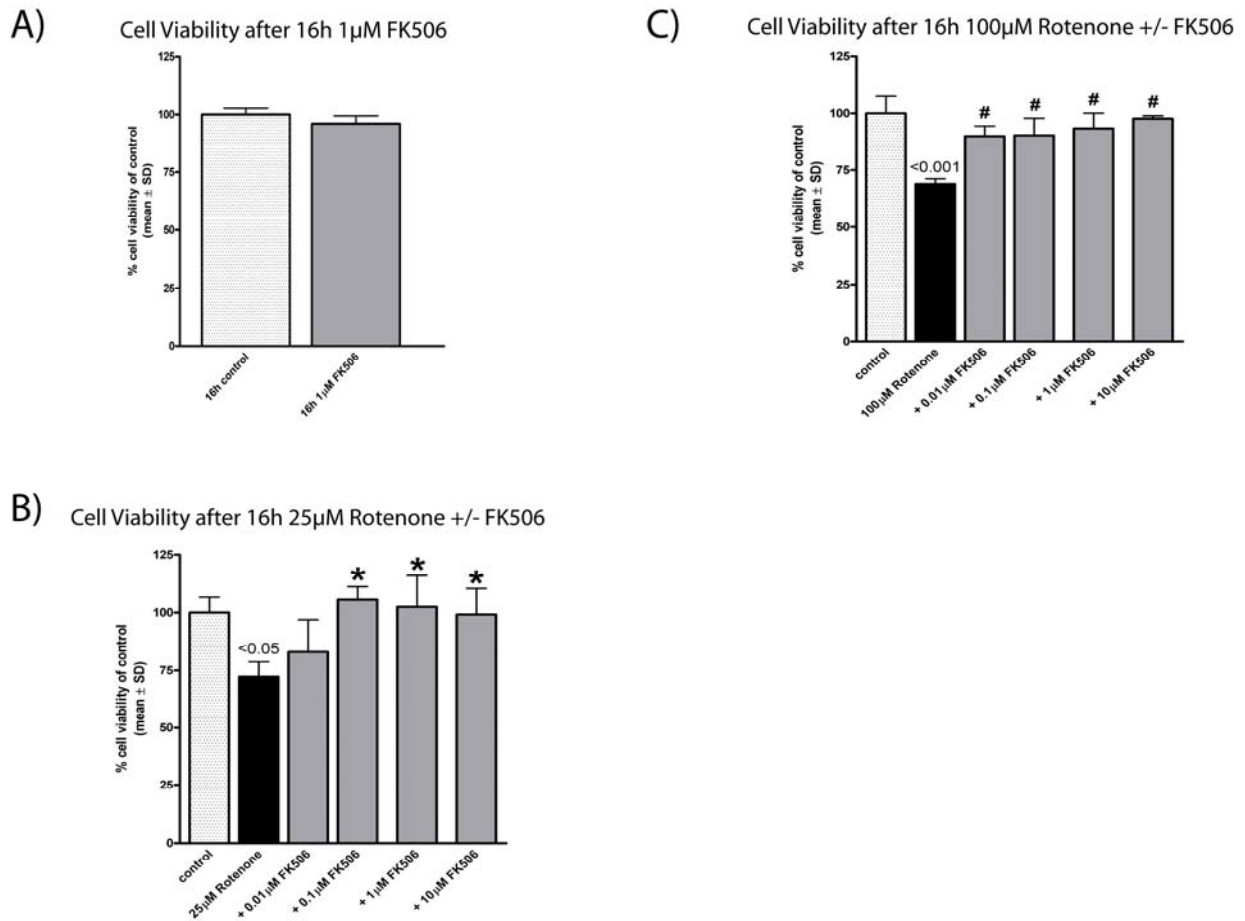 A)
Cell Viability after 16h 1µM FK506
% cell viability of control
(mean ± SD)
125
100
75
50
25
0
16h control
16h 1µM FK506
B)
Cell Viability after 16h 25µM Rotenone +/- FK506
% cell viability of control
(mean ± SD)
125
100
75
50
25
0
<0.05
*
*
*
control
25µM Rotenone
+ 0.01µM FK506
+ 0.1µM FK506
+ 1µM FK506
+ 10µM FK506
C)
Cell Viability after 16h 100µM Rotenone +/- FK506
% cell viability of control
(mean ± SD)
125
100
75
50
25
0
<0.001
#
#
#
#
control
100µM Rotenone
+ 0.01µM FK506
+ 0.1µM FK506
+ 1µM FK506
+ 10µM FK506